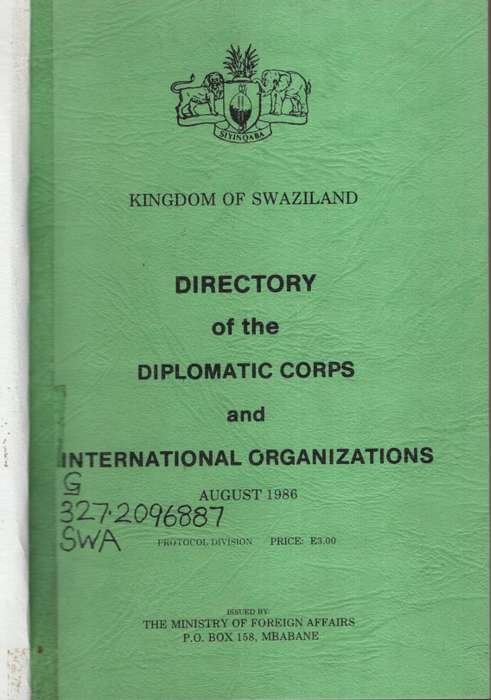 SIYINQABA
KINGDOM OF SWAZILAND
DIRECTORY
of the
DIPLOMATIC CORPS
and
INTERNATIONAL ORGANIZATIONS
AUGUST 1986
G
327.2096887
SWA
PROTOCOL DIVISION PRICE: E3.00
ISSUED BY:
THE MINISTRY OF FOREIGN AFFAIRS
P.O. BOX 158, MBABANE